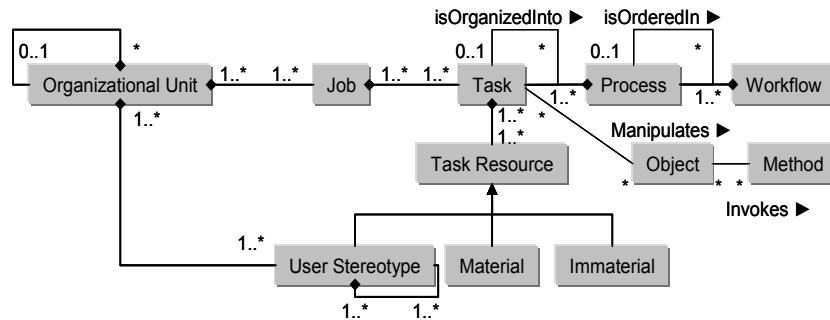 isOrganizedInto ► isOrderedIn ►
0..1 * 0..1 * 0..1 *
Organizational Unit 1..* 1..* Job 1..* 1..* Task 1..* Process 1..* Workflow
1..* 1..* * Manipulates ►
1..*
Task Resource Object Method
* * *
Invokes ►
1..*
User Stereotype Material Immaterial
1..* 1..*